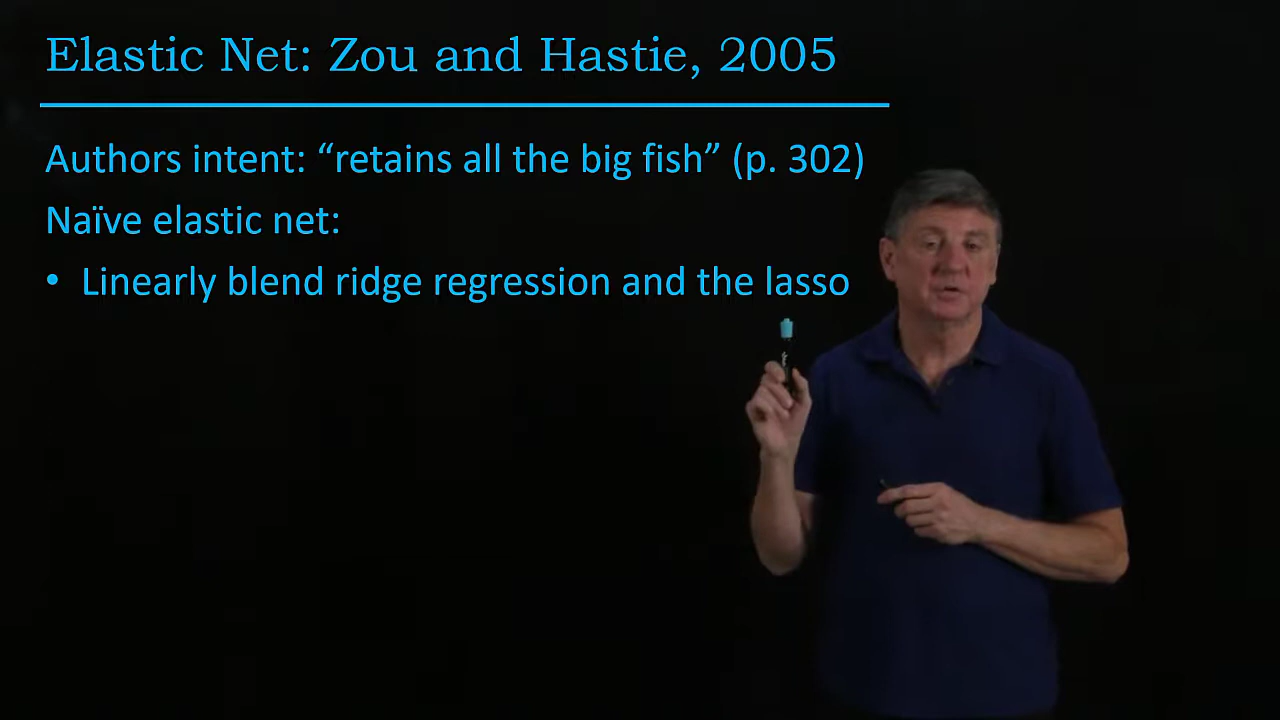 Elastic Net: Zou and Hastie, 2005
Authors intent: “retains all the big fish” (p. 302)
Naïve elastic net:
• Linearly blend ridge regression and the lasso